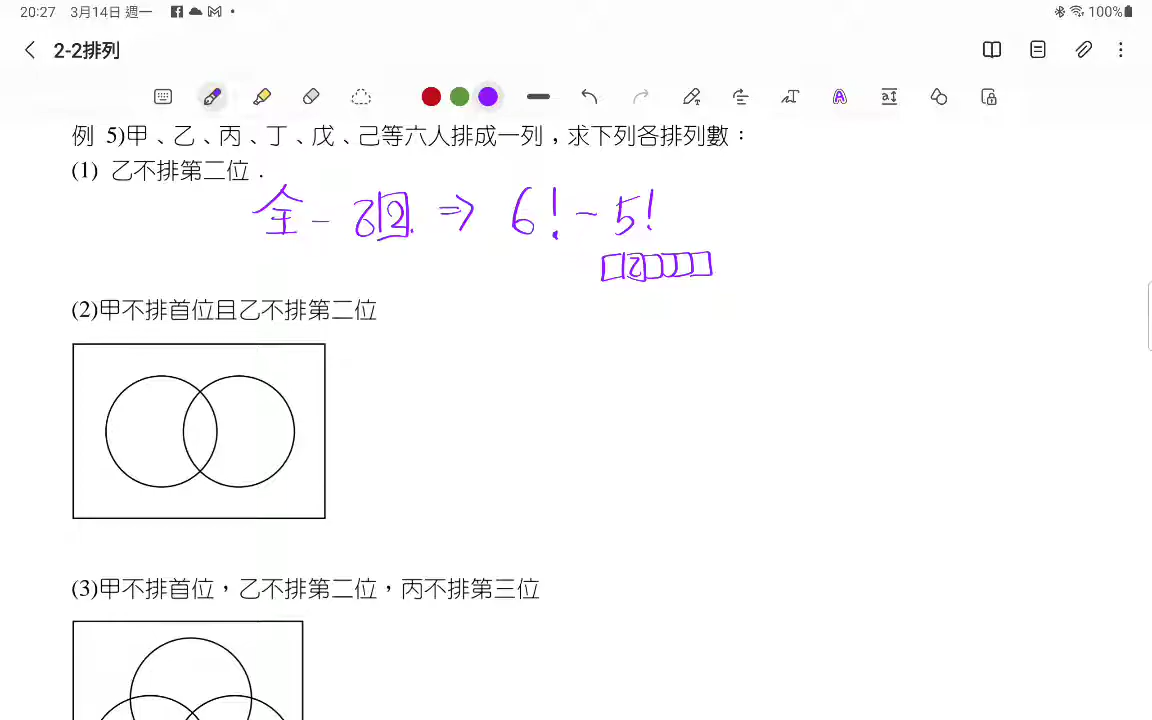 20:27 3月14日 週一 100%
2-2排列
例 5)甲、乙、丙、丁、戊、己等六人排成一列，求下列各排列數：
(1) 乙不排第二位．
全 - 乙2 ⇒ 6! - 5!
乙
(2)甲不排首位且乙不排第二位
(3)甲不排首位，乙不排第二位，丙不排第三位